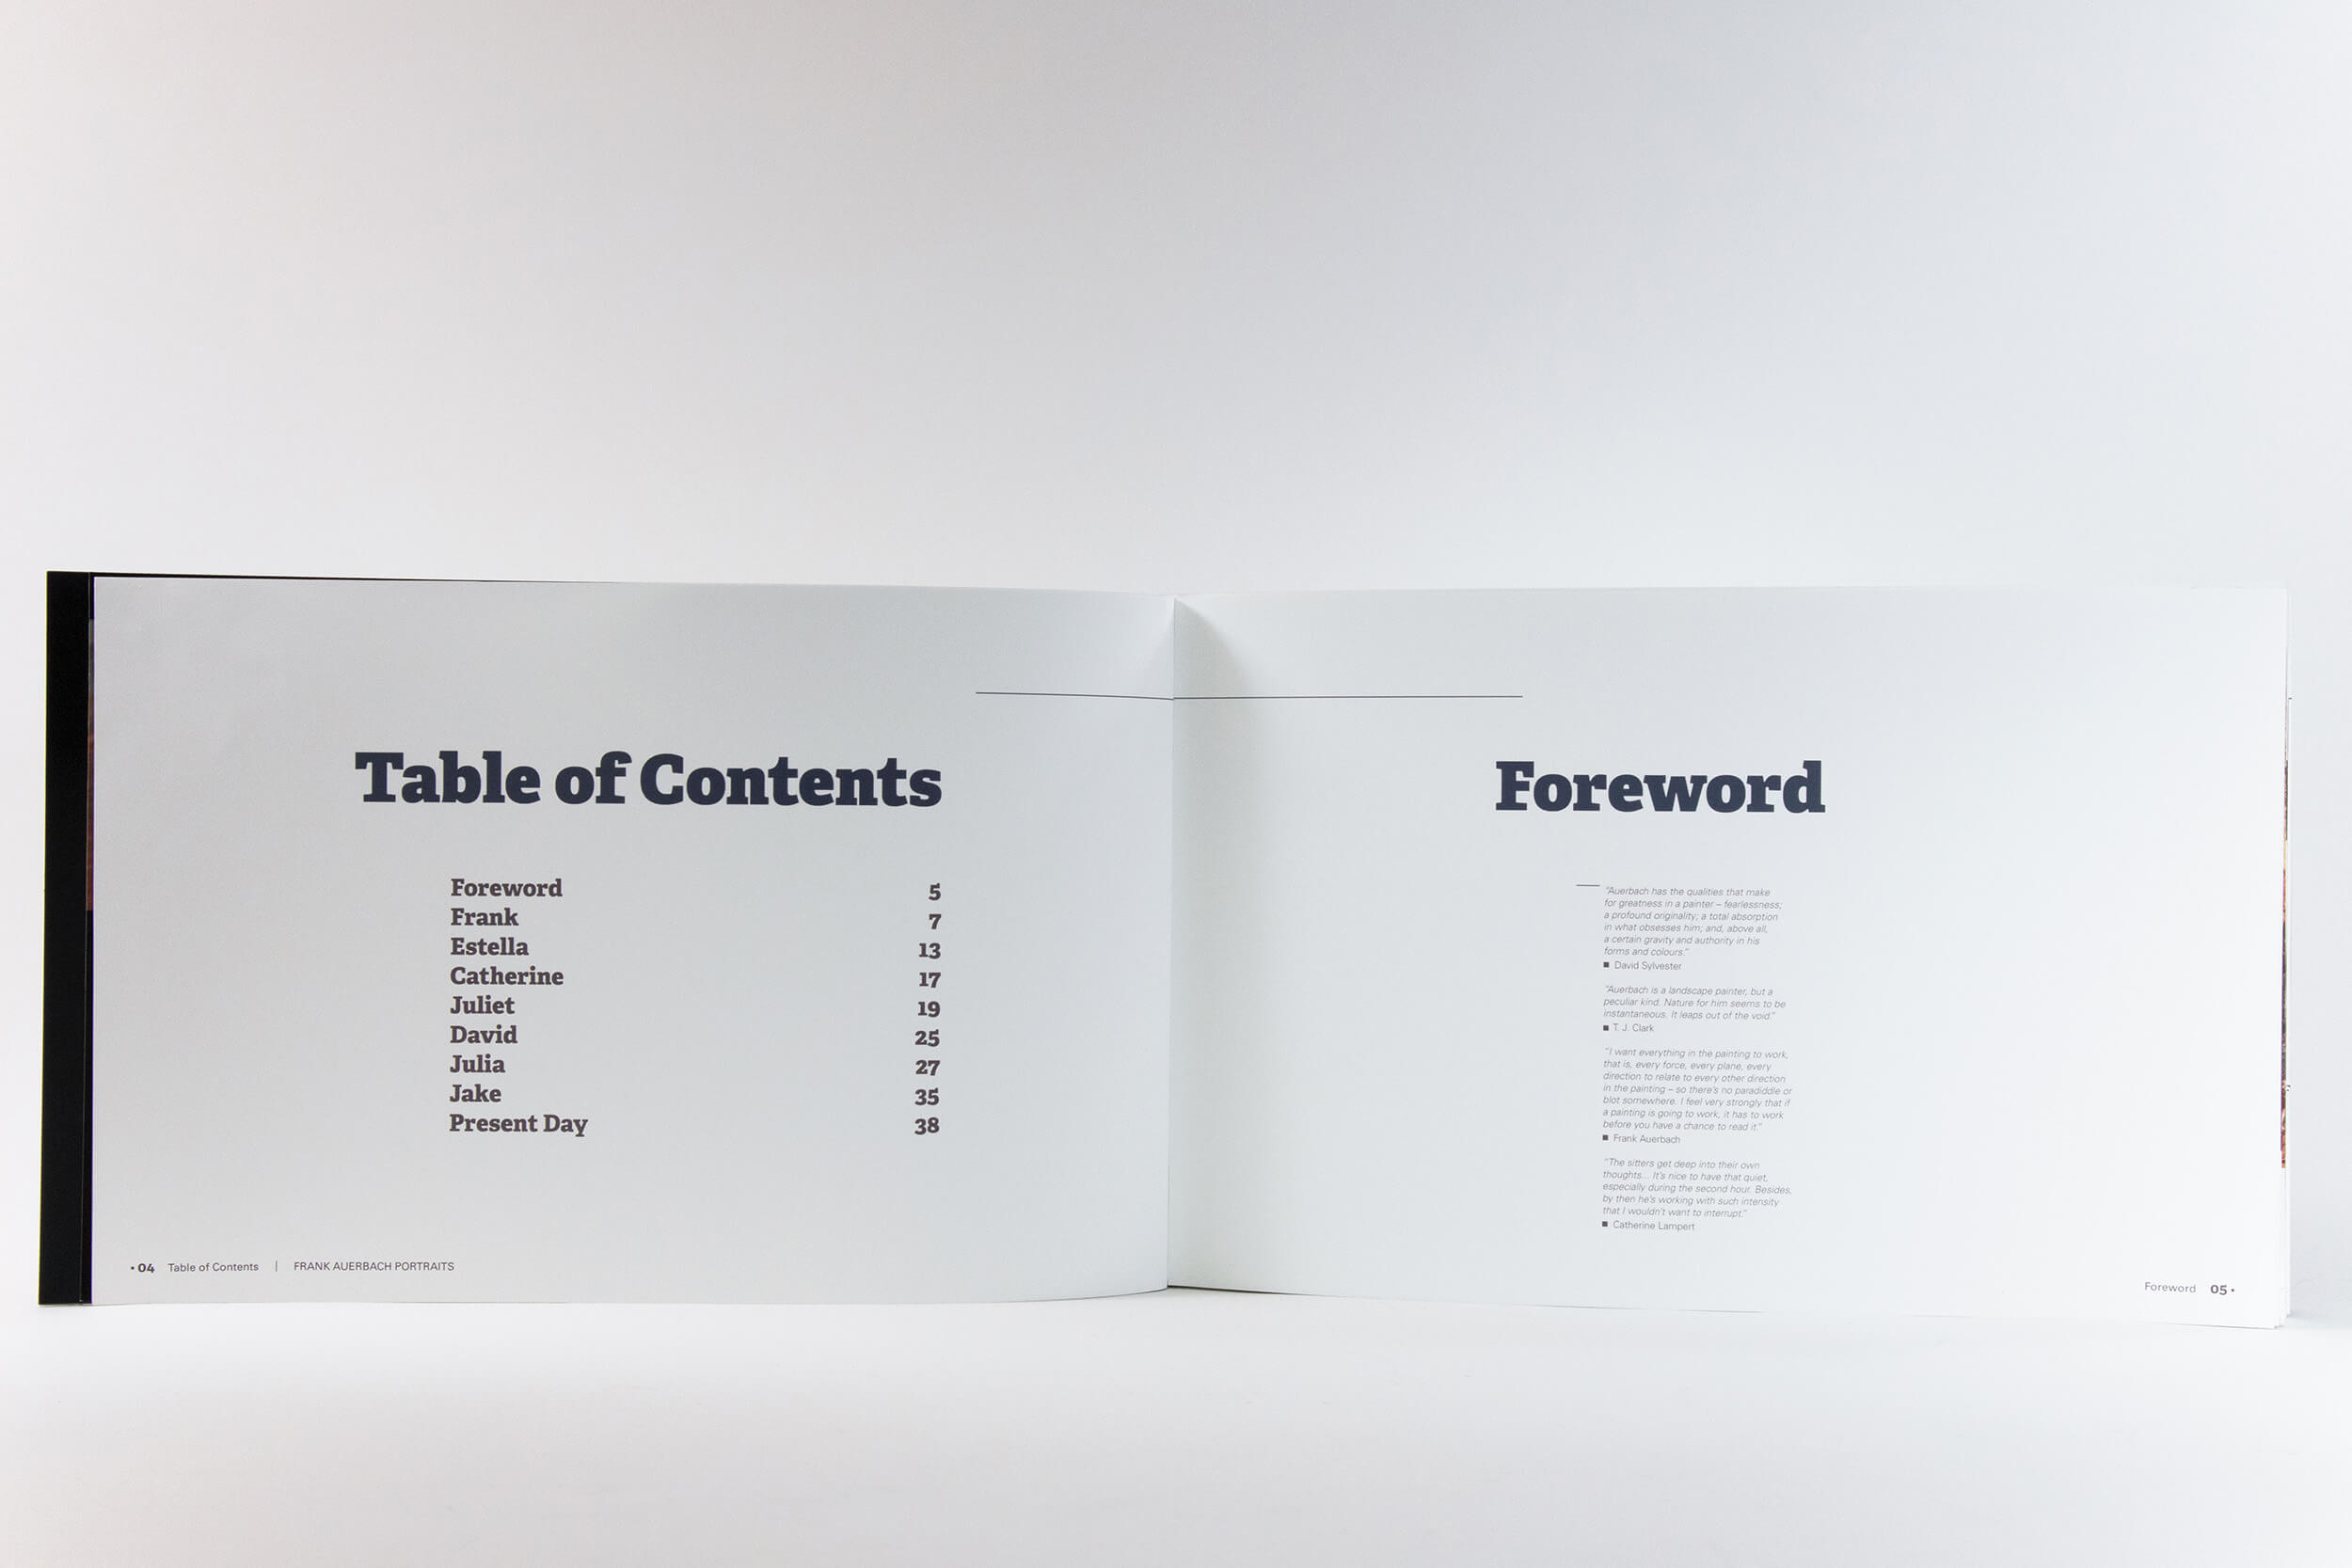 Table of Contents
Foreword 5
Frank 7
Estella 13
Catherine 17
Juliet 19
David 25
Julia 27
Jake 35
Present Day 38
• 04 Table of Contents | FRANK AUERBACH PORTRAITS
Foreword
"Auerbach has the qualities that make
for greatness in a painter – fearlessness;
a profound originality; a total absorption
in what obsesses him; and, above all,
a certain gravity and authority in his
forms and colours."
■ David Sylvester
"Auerbach is a landscape painter, but a
peculiar kind. Nature for him seems to be
instantaneous. It leaps out of the void."
■ T. J. Clark
"I want everything in the painting to work,
that is, every force, every plane, every
direction to relate to every other direction
in the painting – so there's no paradiddle or
blot somewhere. I feel very strongly that if
a painting is going to work, it has to work
before you have a chance to read it."
■ Frank Auerbach
"The sitters get deep into their own
thoughts... It's nice to have that quiet,
especially during the second hour. Besides,
by then he's working with such intensity
that I wouldn't want to interrupt."
■ Catherine Lampert
Foreword 05 •